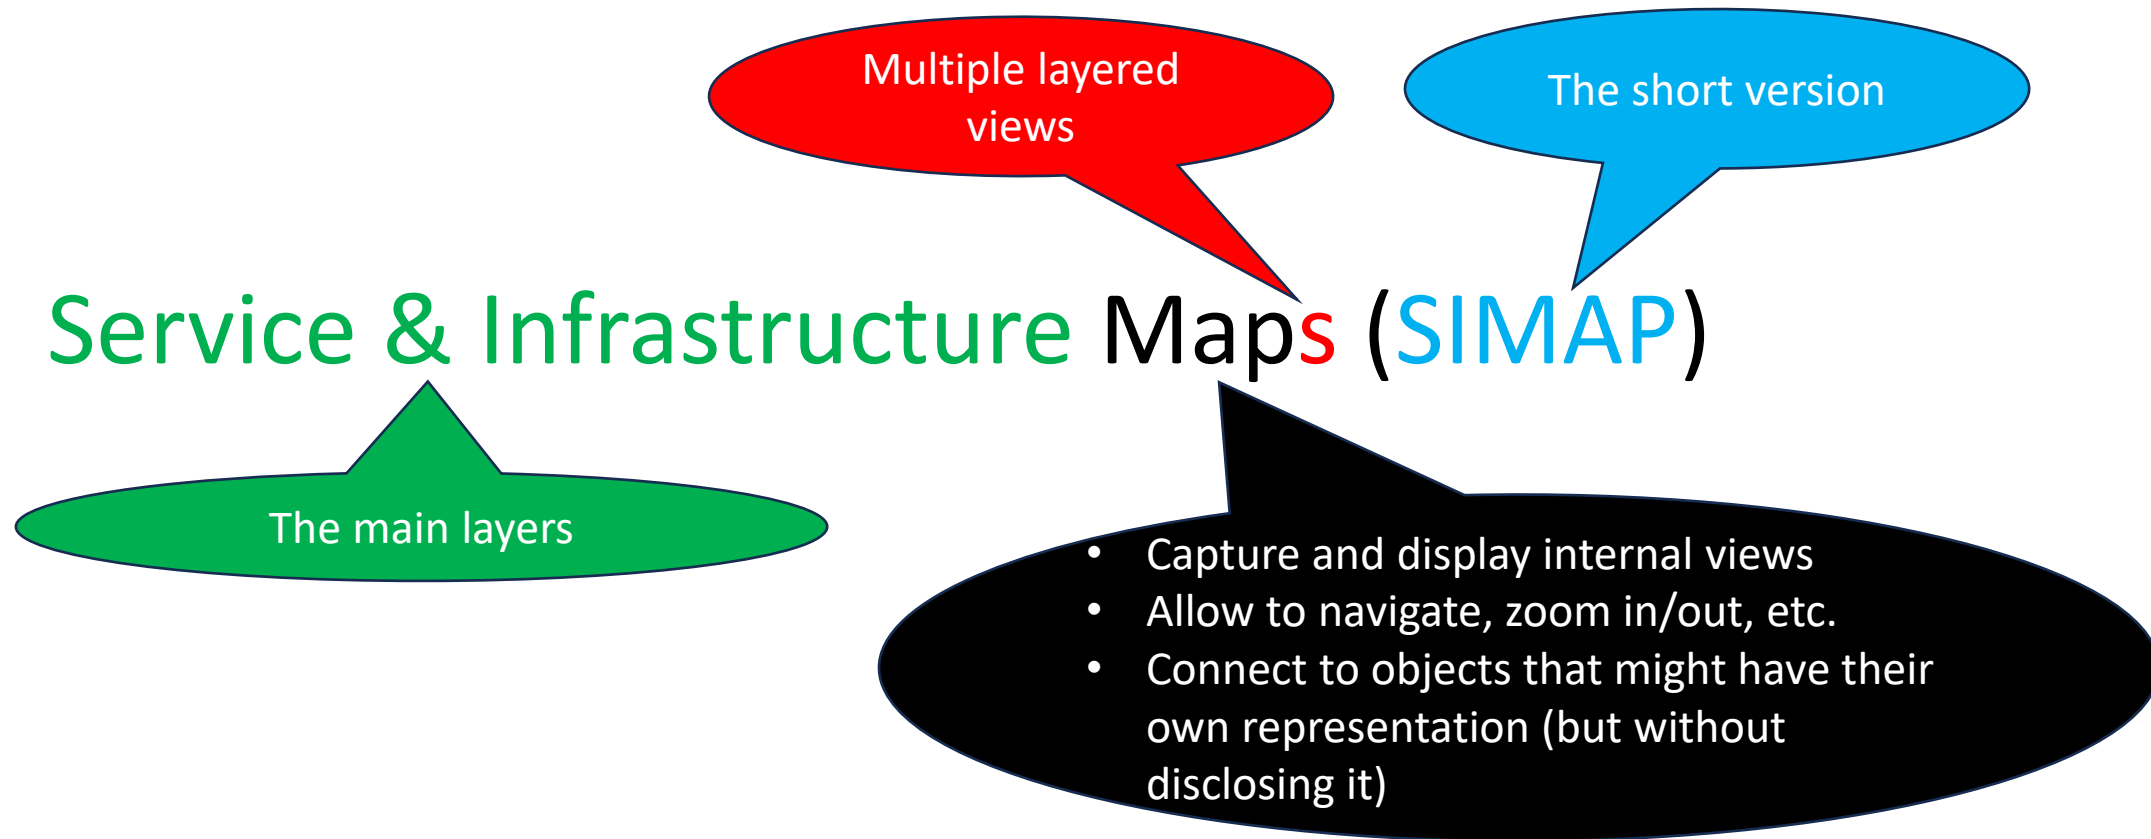 Multiple layered
views
The short version
Service & Infrastructure Maps (SIMAP)
The main layers
• Capture and display internal views
• Allow to navigate, zoom in/out, etc.
• Connect to objects that might have their
own representation (but without
disclosing it)